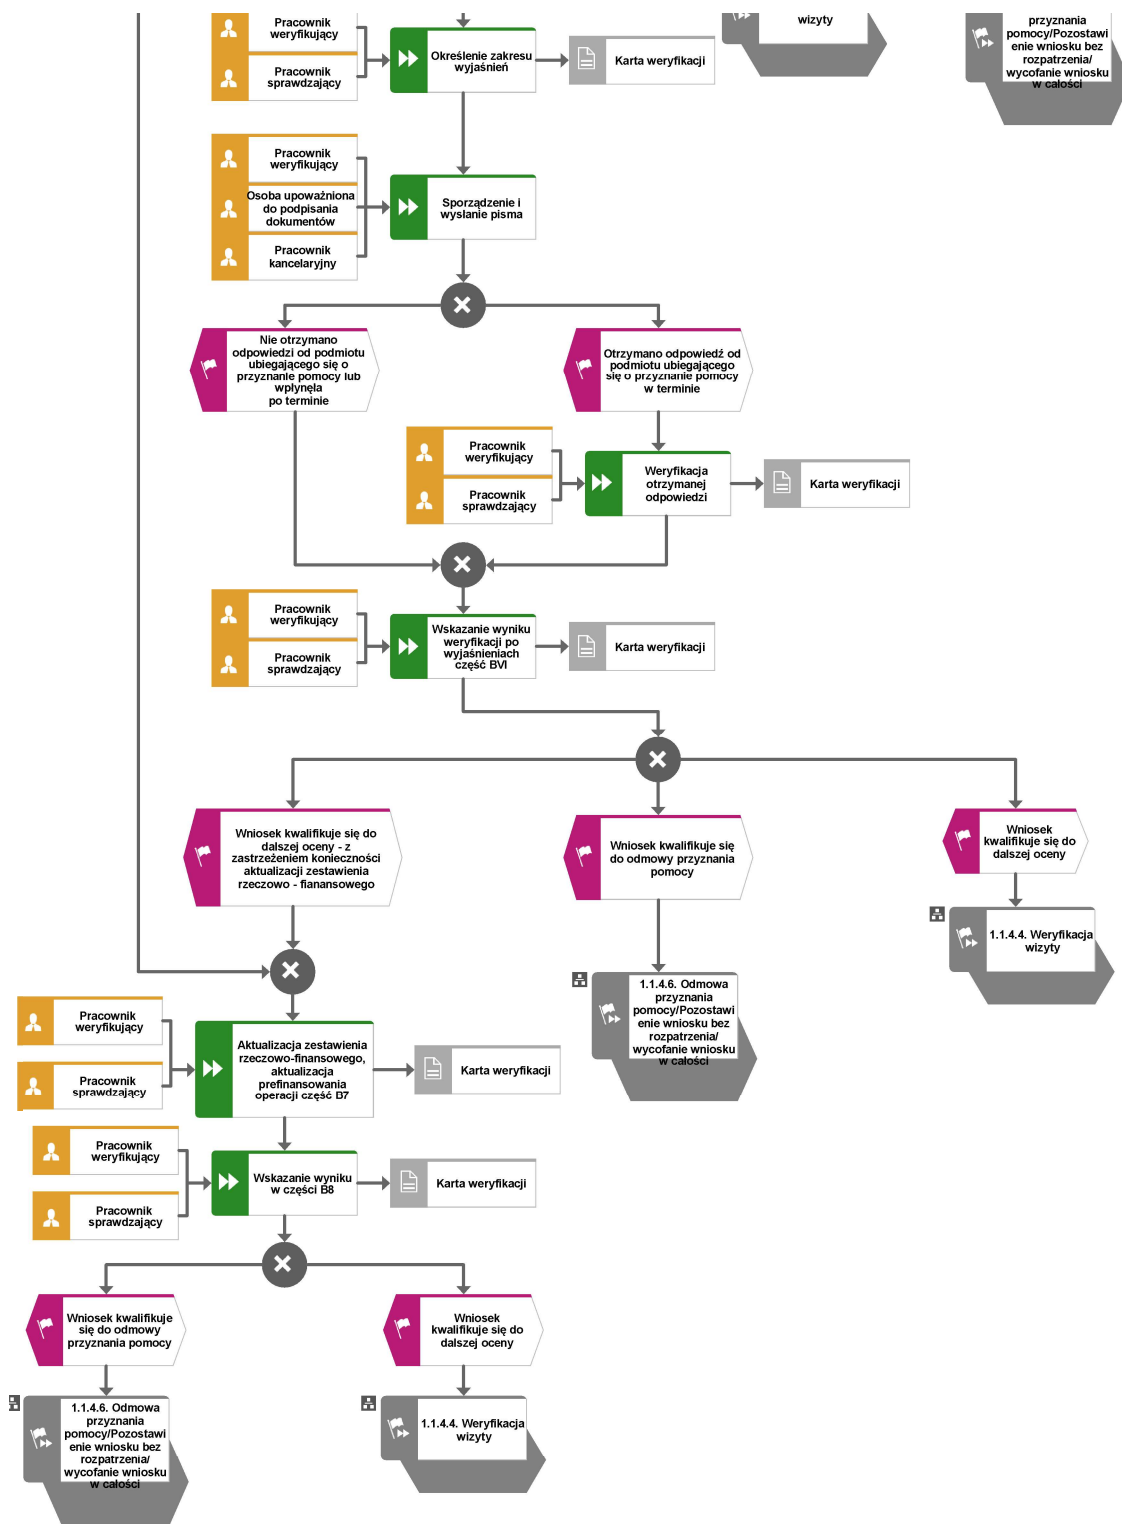 Pracownik
weryfikujący
Pracownik
sprawdzający
Określenie zakresu
wyjaśnień
Karta weryfikacji
wizyty
przyznania
pomocy/Pozostawi
enie wniosku bez
rozpatrzenia/
wycofanie wniosku
w całości
Pracownik
weryfikujący
Osoba upoważniona
do podpisania
dokumentów
Pracownik
kancelaryjny
Sporządzenie i
wysłanie pisma
Nie otrzymano
odpowiedzi od podmiotu
ubiegającego się o
przyznanie pomocy lub
wpłynęła
po terminie
Otrzymano odpowiedź od
podmiotu ubiegającego
się o przyznanie pomocy
w terminie
Pracownik
weryfikujący
Pracownik
sprawdzający
Weryfikacja
otrzymanej
odpowiedzi
Karta weryfikacji
Pracownik
weryfikujący
Pracownik
sprawdzający
Wskazanie wyniku
weryfikacji po
wyjaśnieniach
część BVI
Karta weryfikacji
Wniosek kwalifikuje się do
dalszej oceny - z
zastrzeżeniem konieczności
aktualizacji zestawienia
rzeczowo - fianansowego
Wniosek kwalifikuje się
do odmowy przyznania
pomocy
Wniosek
kwalifikuje się do
dalszej oceny
1.1.4.4. Weryfikacja
wizyty
1.1.4.6. Odmowa
przyznania
pomocy/Pozostawi
enie wniosku bez
rozpatrzenia/
wycofanie wniosku
w całości
Pracownik
weryfikujący
Pracownik
sprawdzający
Aktualizacja zestawienia
rzeczowo-finansowego,
aktualizacja
prefinansowania
operacji część B7
Karta weryfikacji
Pracownik
weryfikujący
Pracownik
sprawdzający
Wskazanie wyniku
w części B8
Karta weryfikacji
Wniosek kwalifikuje
się do odmowy
przyznania pomocy
Wniosek
kwalifikuje się do
dalszej oceny
1.1.4.6. Odmowa
przyznania
pomocy/Pozostawi
enie wniosku bez
rozpatrzenia/
wycofanie wniosku
w całości
1.1.4.4. Weryfikacja
wizyty